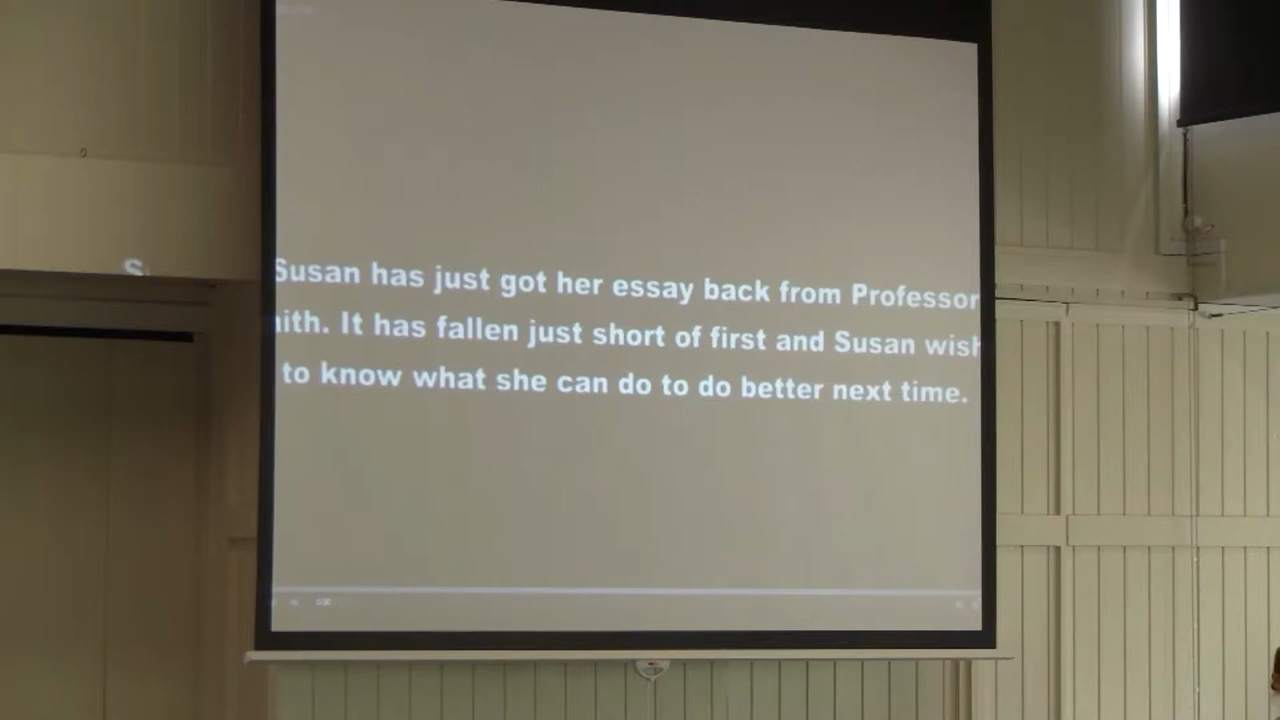 Susan has just got her essay back from Professor
ith. It has fallen just short of first and Susan wish
to know what she can do to do better next time.